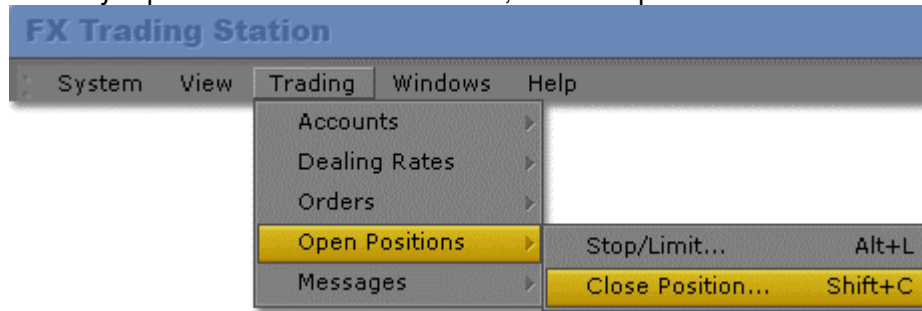 FX Trading Station
System View Trading Windows Help
Accounts
Dealing Rates
Orders
Open Positions
Stop/Limit... Alt+L
Messages
Close Position... Shift+C